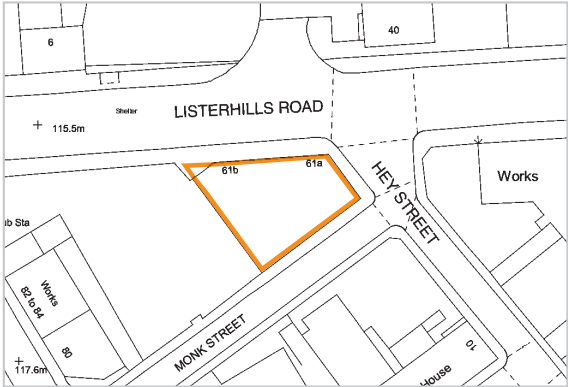 6
40
Shelter
115.5m
LISTERHILLS ROAD
61b
61a
HEY STREET
Works
ub Sta
Works
82 to 84
80
117.6m
MONK STREET
House
10